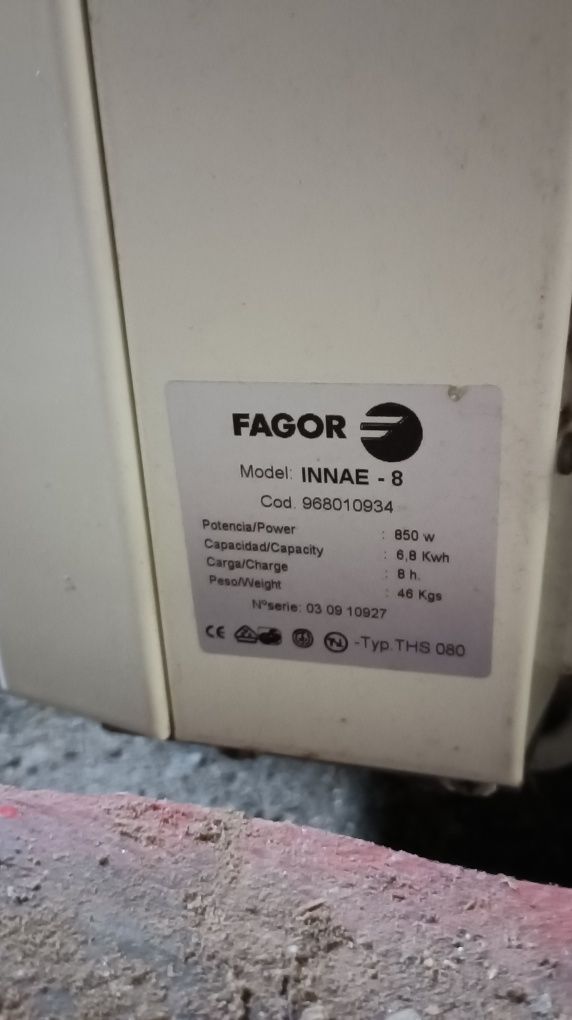 FAGOR
Model: INNAE - 8
Cod. 968010934
Potencia/Power : 850 w
Capacidad/Capacity : 6,8 Kwh
Carga/Charge : 8 h.
Peso/Weight : 46 Kgs
Nºserie: 03 09 10927
CE N -Typ.THS 080